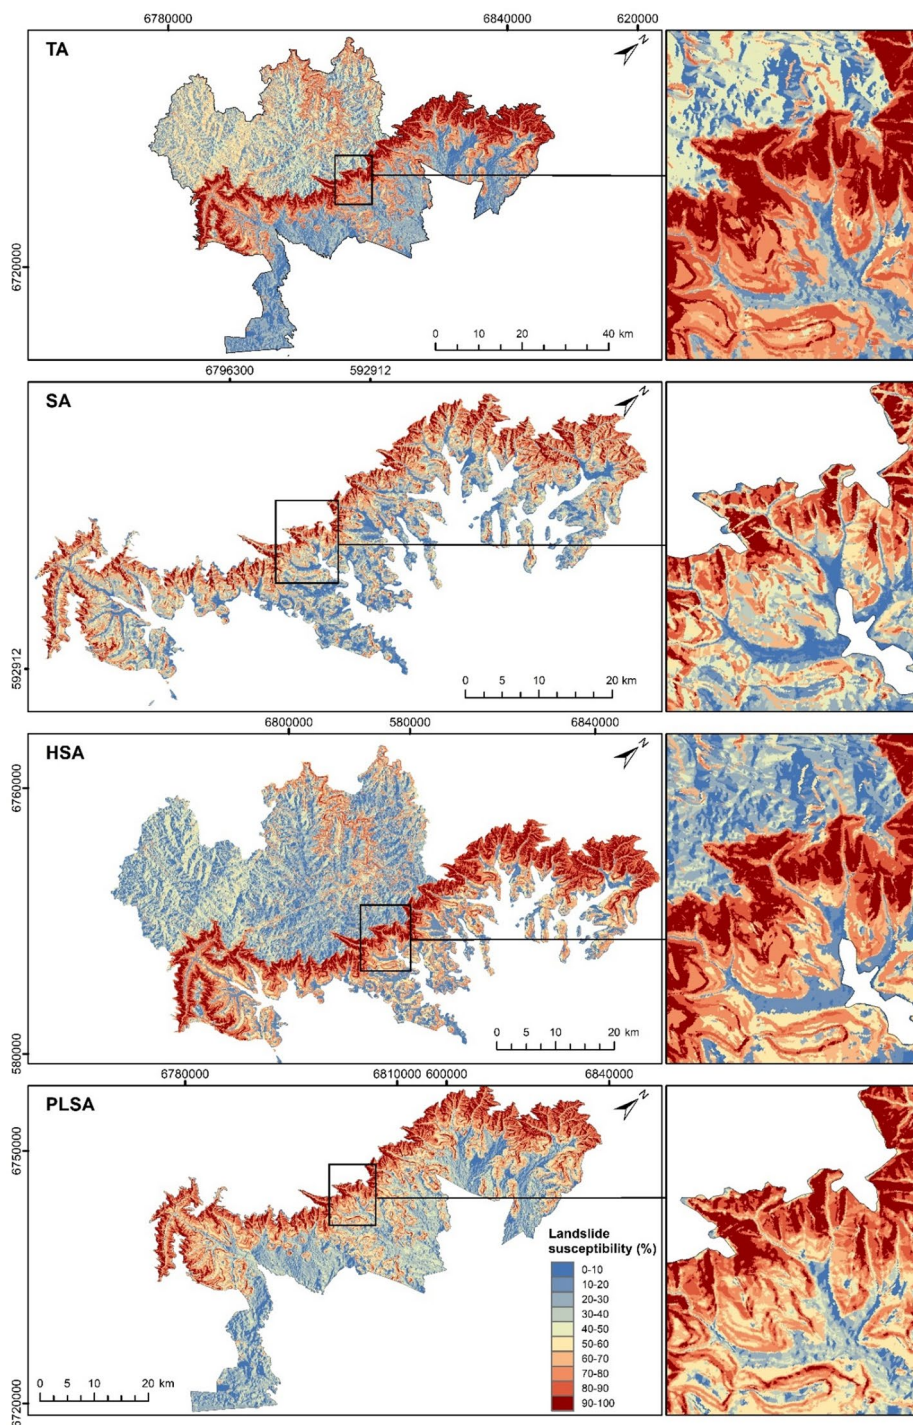 6780000 6840000 620000
TA
N
6720000
0 10 20 40 km
6796300 592912
SA
N
592912
0 5 10 20 km
6800000 580000 6840000
HSA
N
6760000
580000
0 5 10 20 km
6780000 6810000 600000 6840000
PLSA
N
6750000
6720000
0 5 10 20 km
Landslide
susceptibility (%)
0-10
10-20
20-30
30-40
40-50
50-60
60-70
70-80
80-90
90-100